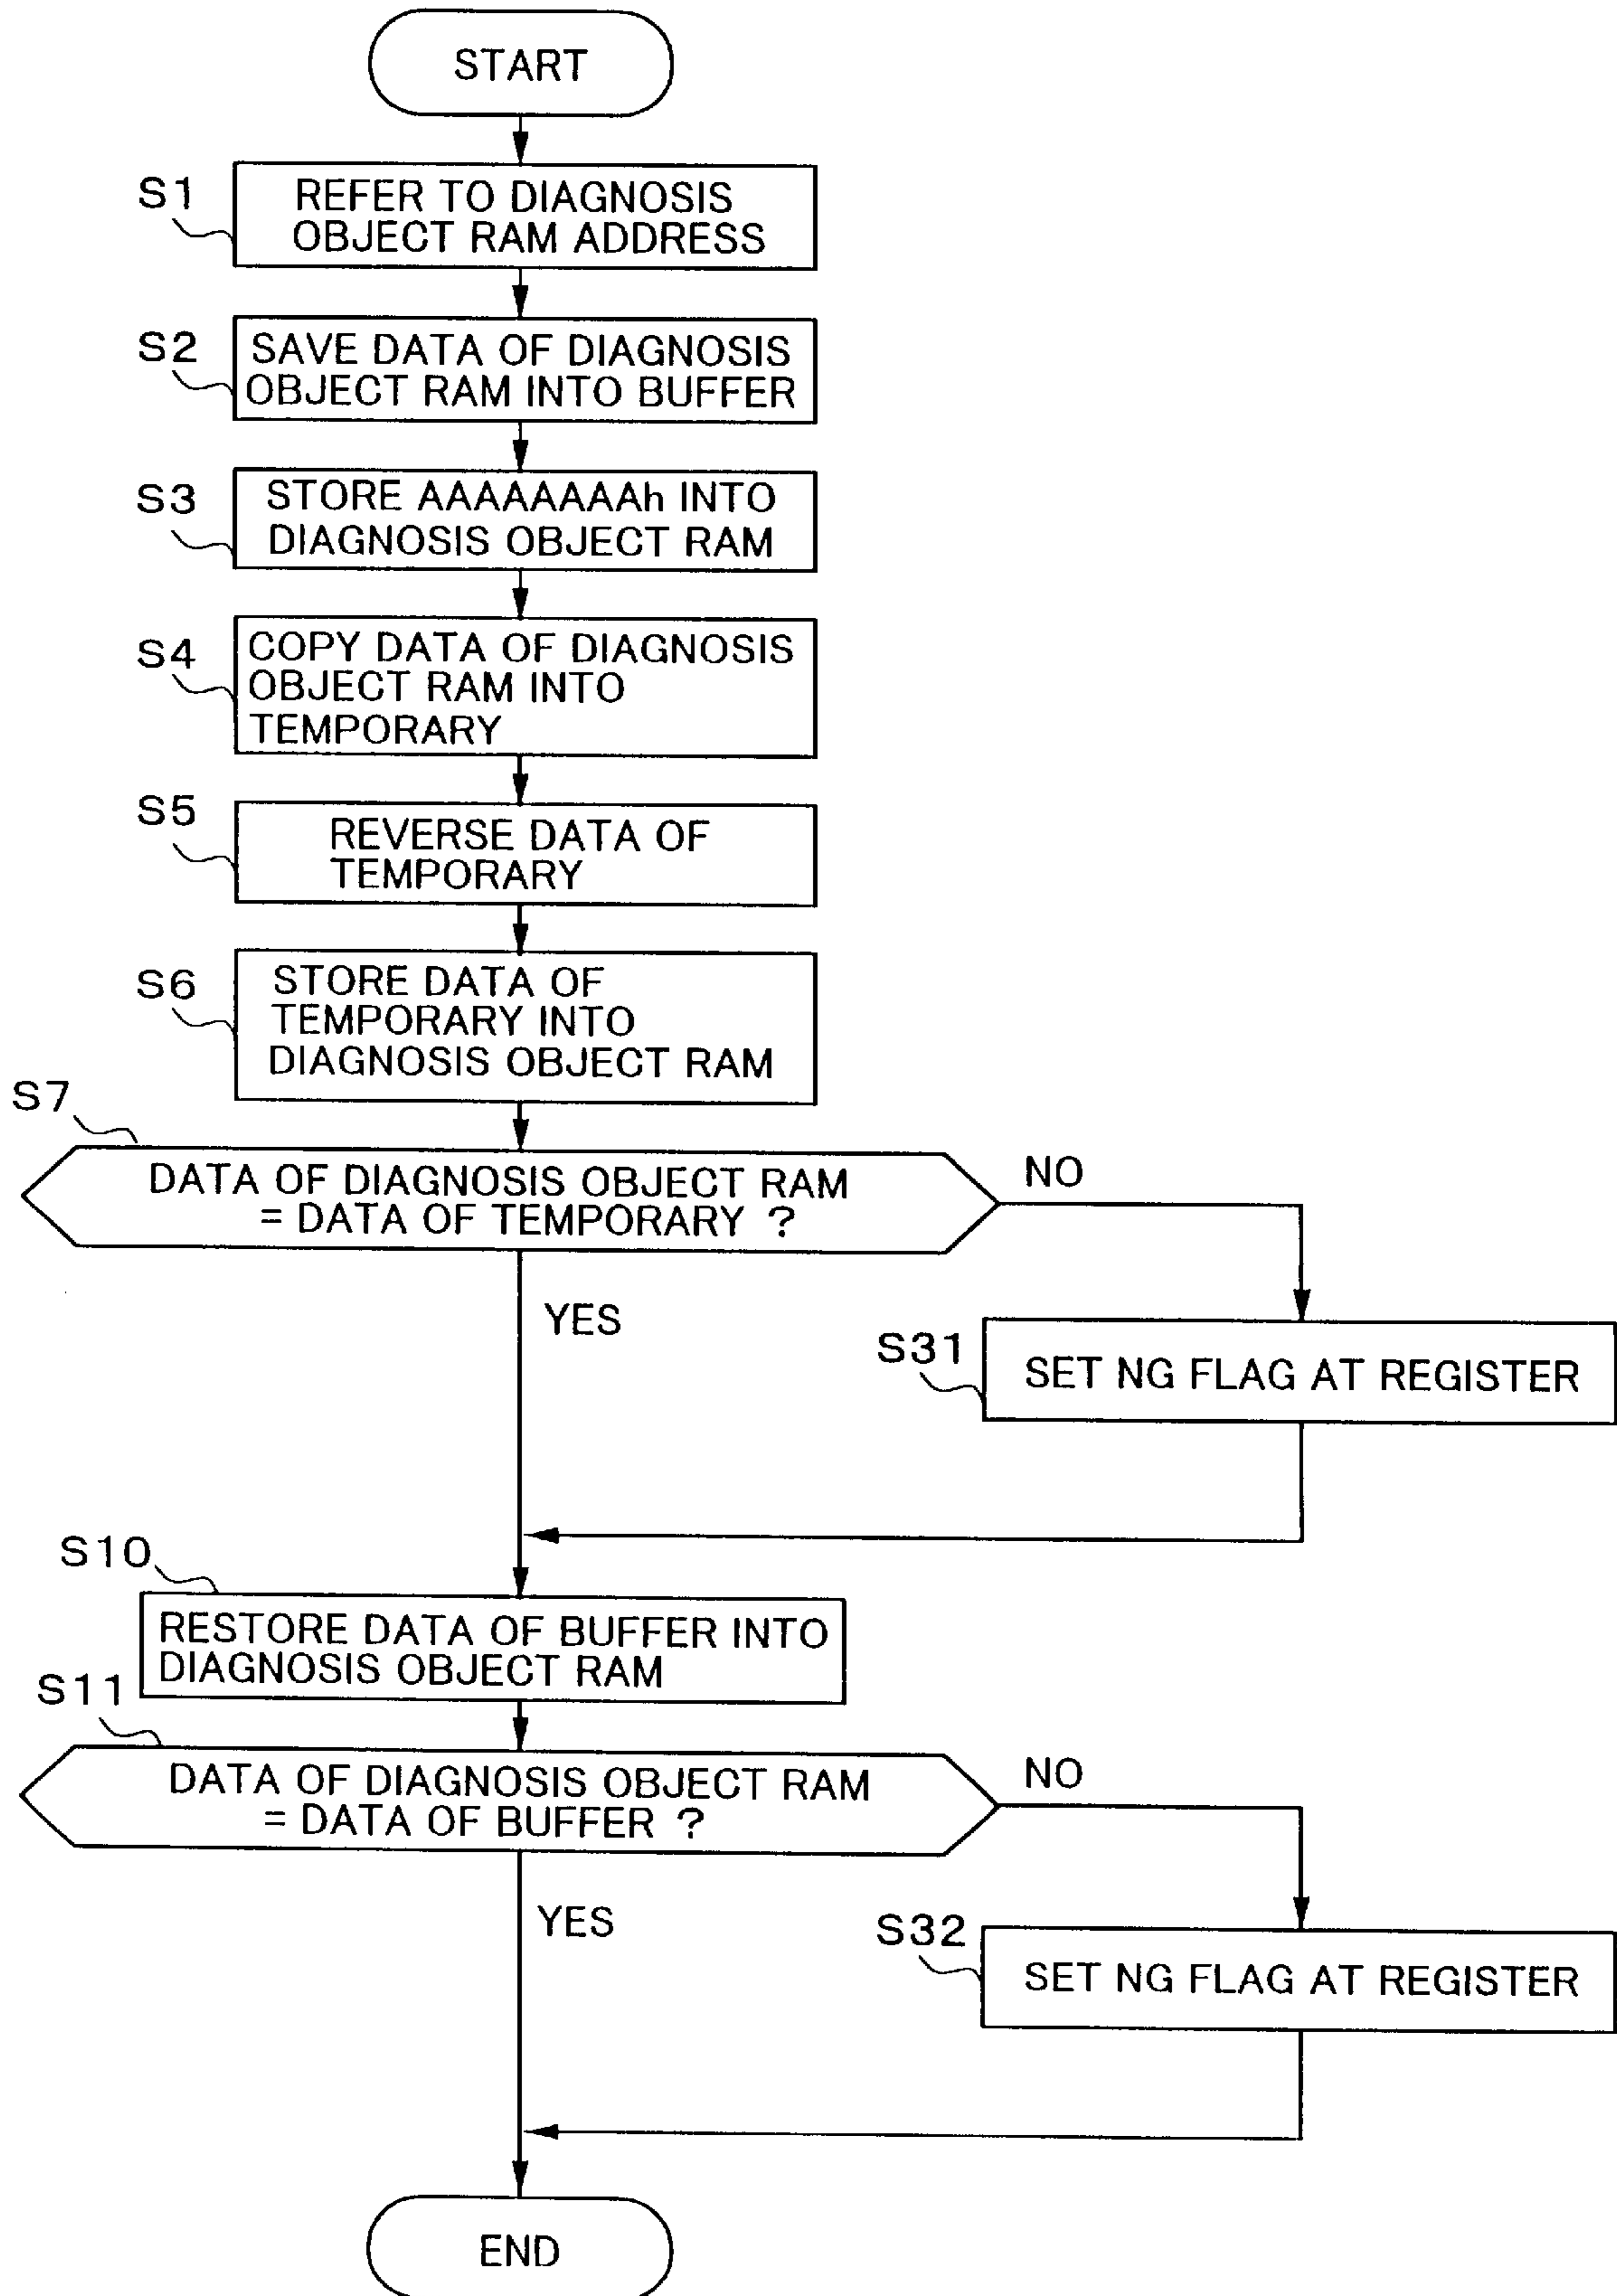 START
S1
REFER TO DIAGNOSIS
OBJECT RAM ADDRESS
S2
SAVE DATA OF DIAGNOSIS
OBJECT RAM INTO BUFFER
S3
STORE AAAAAAAAh INTO
DIAGNOSIS OBJECT RAM
S4
COPY DATA OF DIAGNOSIS
OBJECT RAM INTO
TEMPORARY
S5
REVERSE DATA OF
TEMPORARY
S6
STORE DATA OF
TEMPORARY INTO
DIAGNOSIS OBJECT RAM
S7
DATA OF DIAGNOSIS OBJECT RAM
= DATA OF TEMPORARY ?
NO
YES
S31
SET NG FLAG AT REGISTER
S10
RESTORE DATA OF BUFFER INTO
DIAGNOSIS OBJECT RAM
S11
DATA OF DIAGNOSIS OBJECT RAM
= DATA OF BUFFER ?
NO
YES
S32
SET NG FLAG AT REGISTER
END